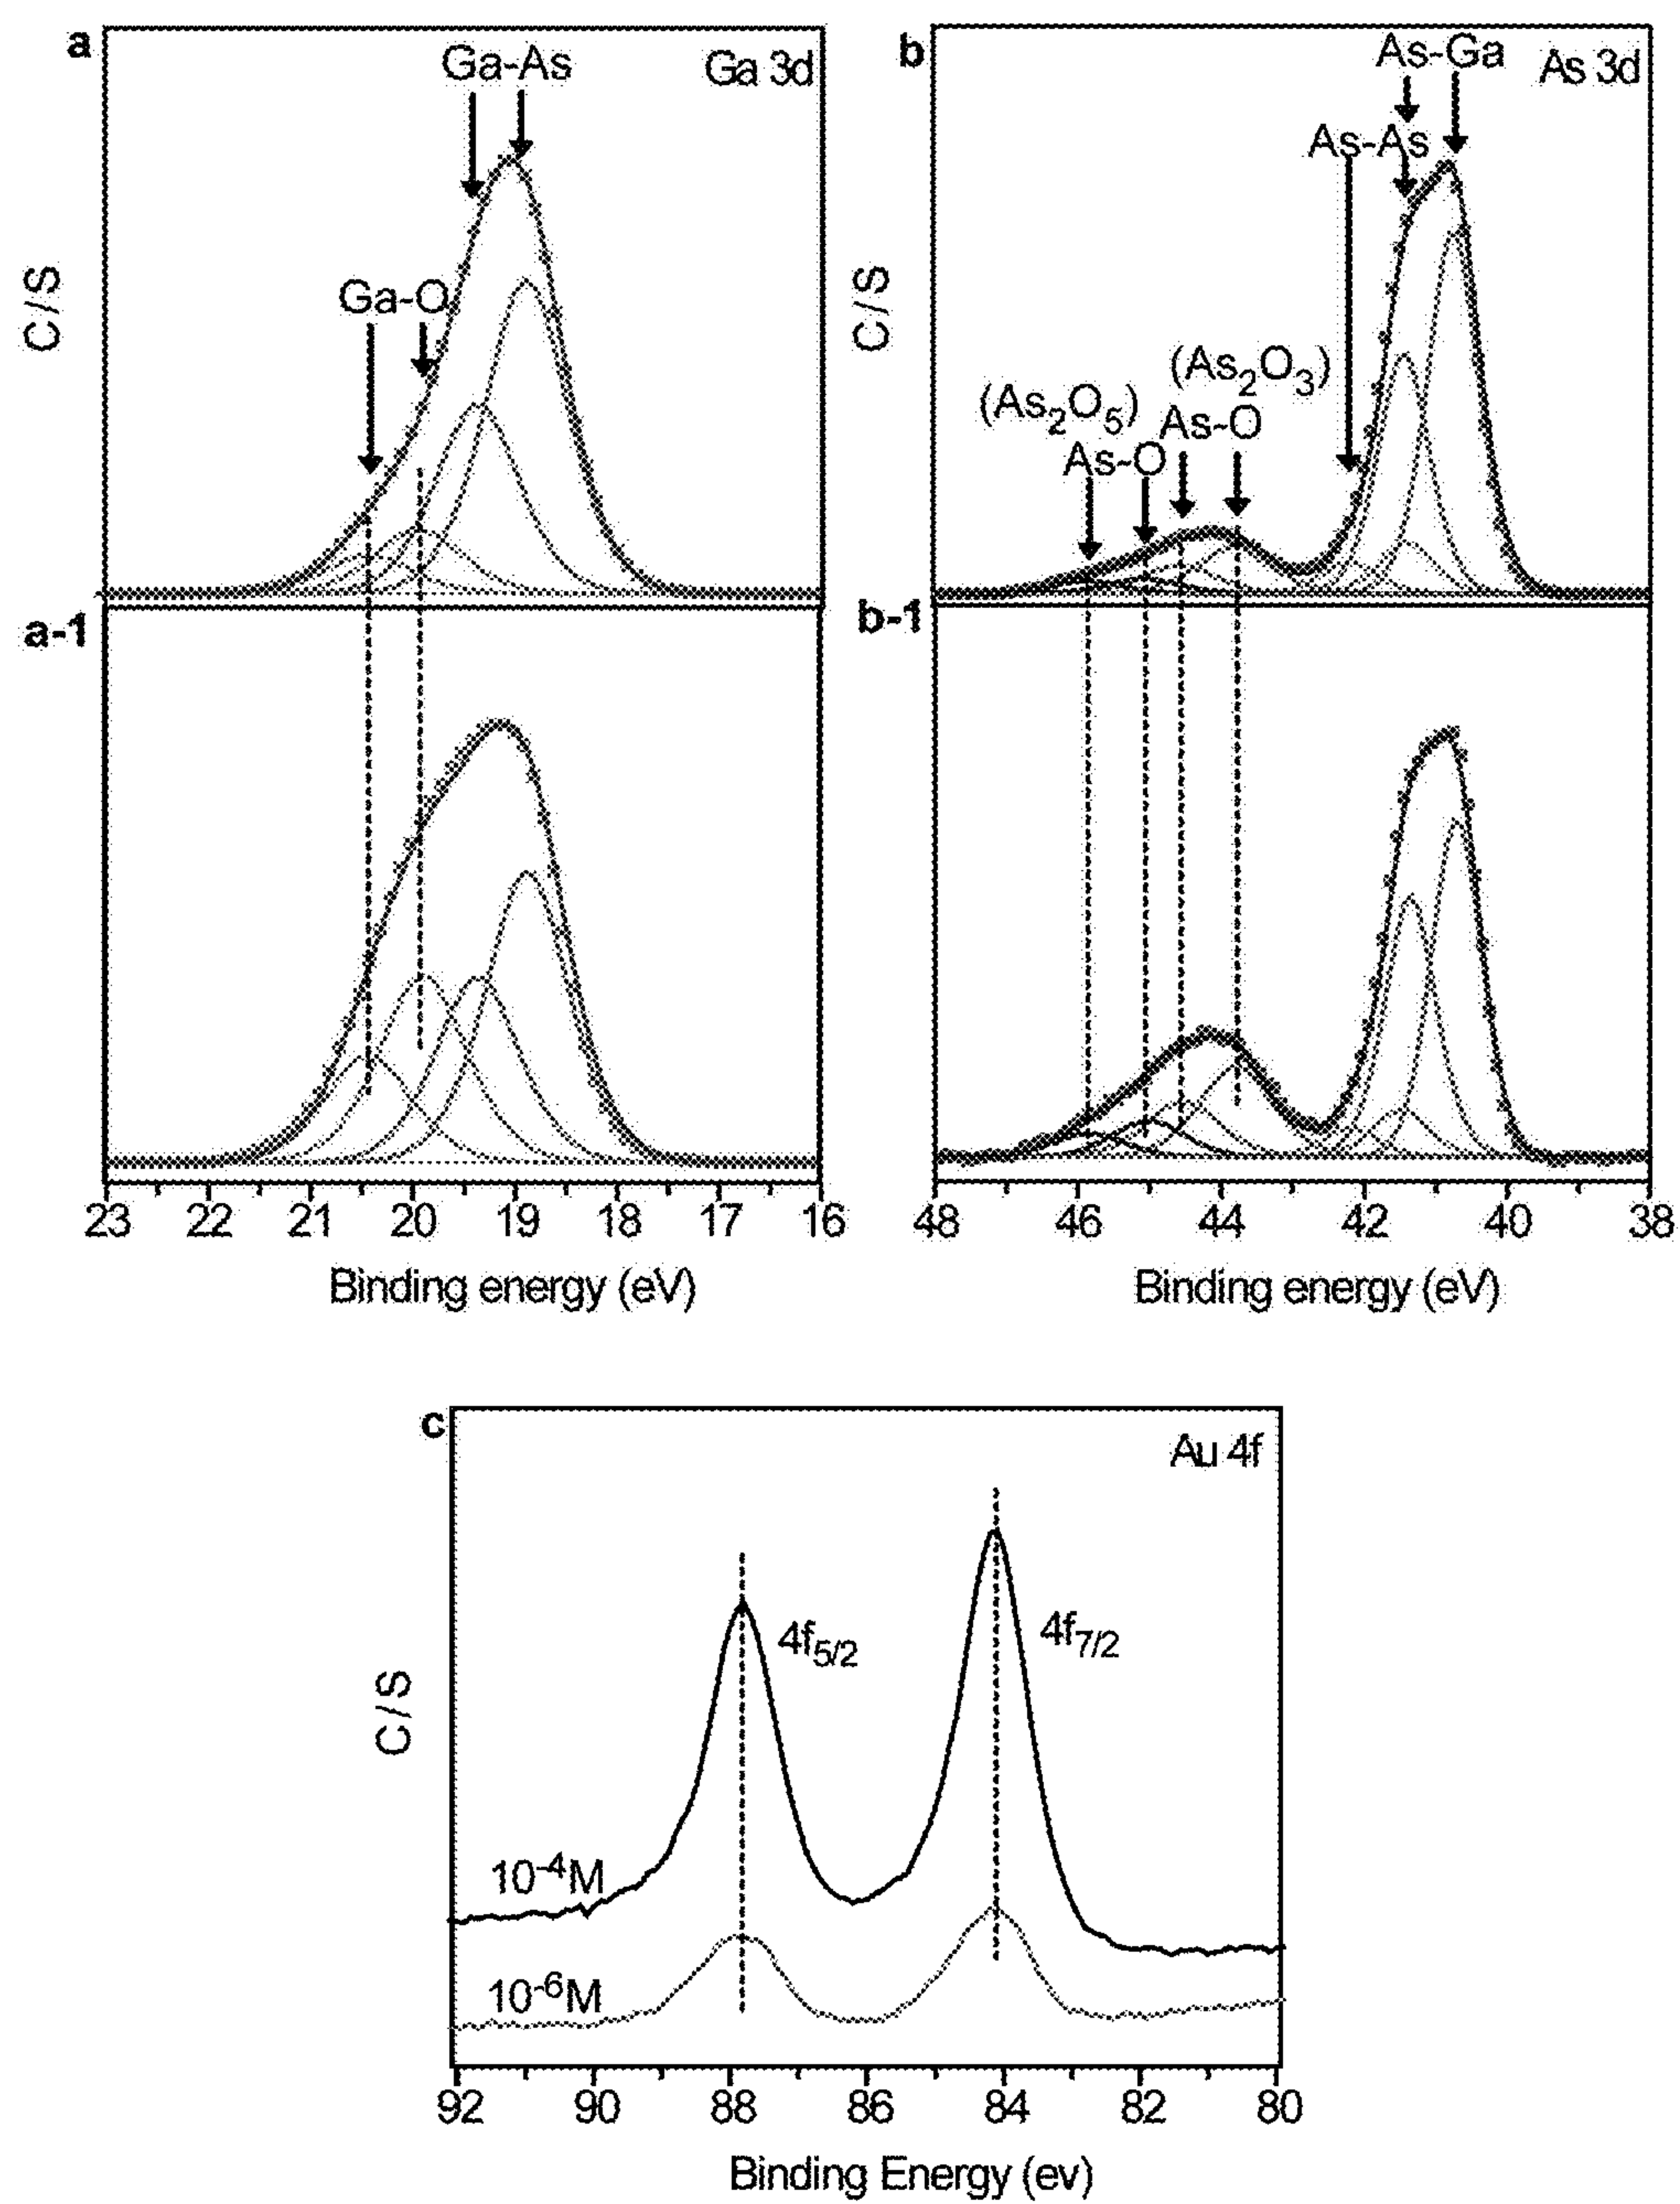 a
Ga-As
Ga 3d
Ga-O
C/S
b
As-Ga
As 3d
As-As
(As₂O₃)
(As₂O₅)
As-O
As-O
C/S
a-1
b-1
23 22 21 20 19 18 17 16
48 46 44 42 40 38
Binding energy (eV)
Binding energy (eV)
c
Au 4f
4f₅/₂
4f₇/₂
C/S
10⁻⁴M
10⁻⁶M
92 90 88 86 84 82 80
Binding Energy (ev)